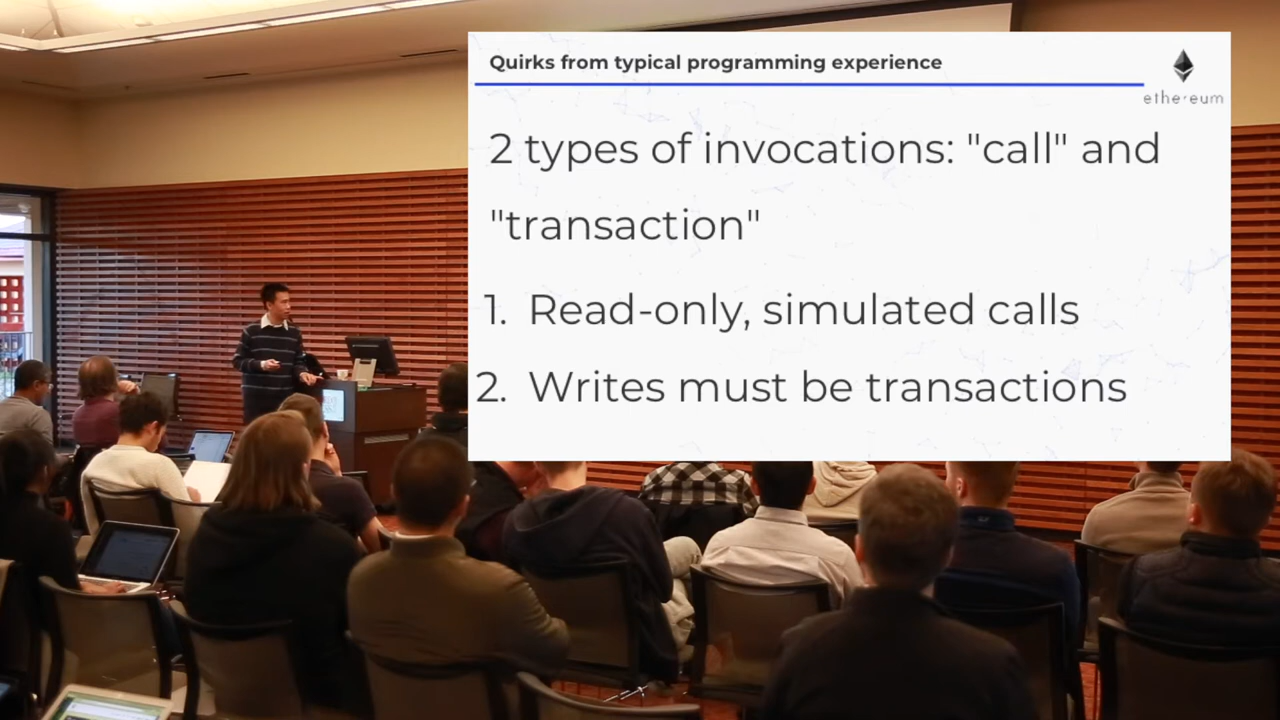 Quirks from typical programming experience
ethereum
2 types of invocations: "call" and
"transaction"
1. Read-only, simulated calls
2. Writes must be transactions